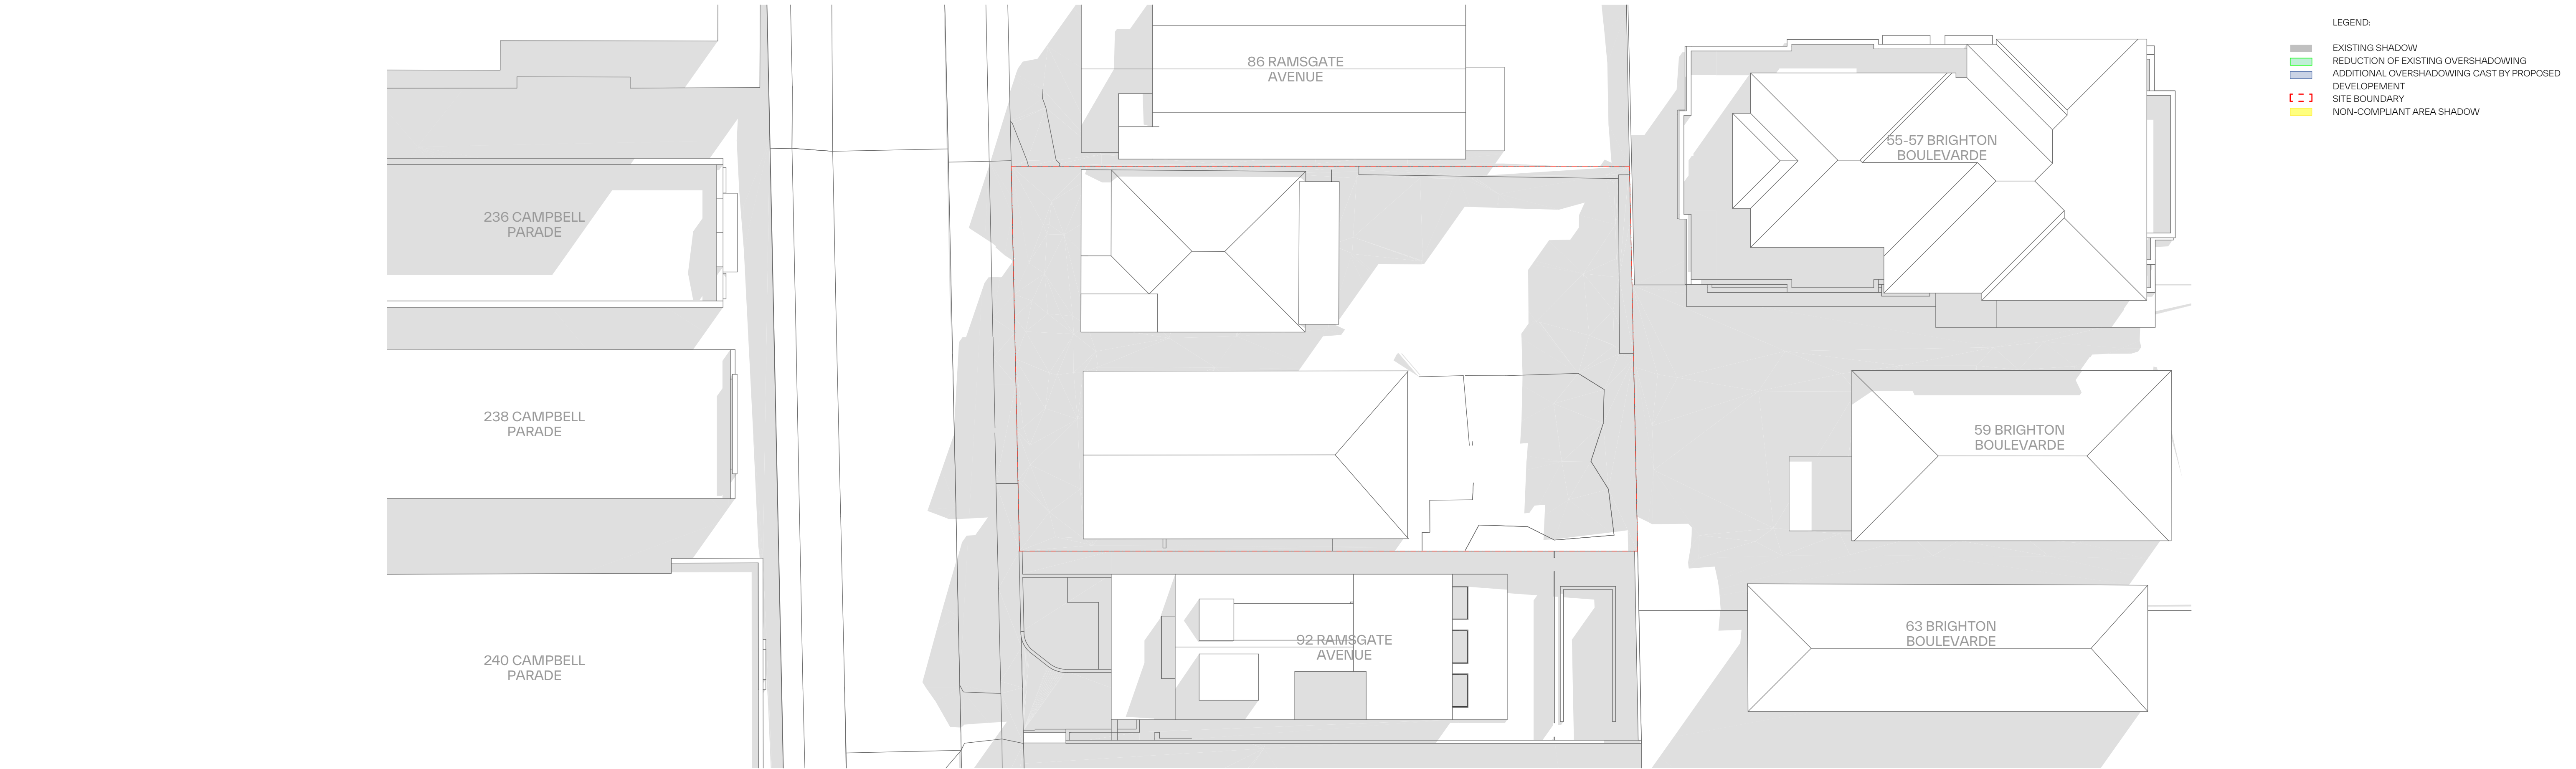 LEGEND:
EXISTING SHADOW
REDUCTION OF EXISTING OVERSHADOWING
ADDITIONAL OVERSHADOWING CAST BY PROPOSED
DEVELOPEMENT
SITE BOUNDARY
NON-COMPLIANT AREA SHADOW
86 RAMSGATE
AVENUE
55-57 BRIGHTON
BOULEVARDE
236 CAMPBELL
PARADE
238 CAMPBELL
PARADE
59 BRIGHTON
BOULEVARDE
63 BRIGHTON
BOULEVARDE
92 RAMSGATE
AVENUE
240 CAMPBELL
PARADE